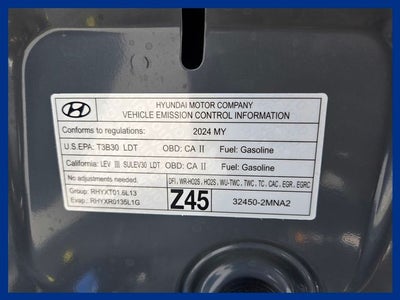 HYUNDAI MOTOR COMPANY
VEHICLE EMISSION CONTROL INFORMATION
Conforms to regulations: 2024 MY
U.S.EPA: T3B30 LDT OBD: CA II Fuel: Gasoline
California: LEV III SULEV30 LDT OBD: CA II Fuel: Gasoline
No adjustments needed.
DFI, WR-HO2S, HO2S, WU-TWC, TWC, TC, CAC, EGR, EGRC
Group: RHYXT01.6L13
Evap.: RHYXR0135L1G
Z45
32450-2MNA2